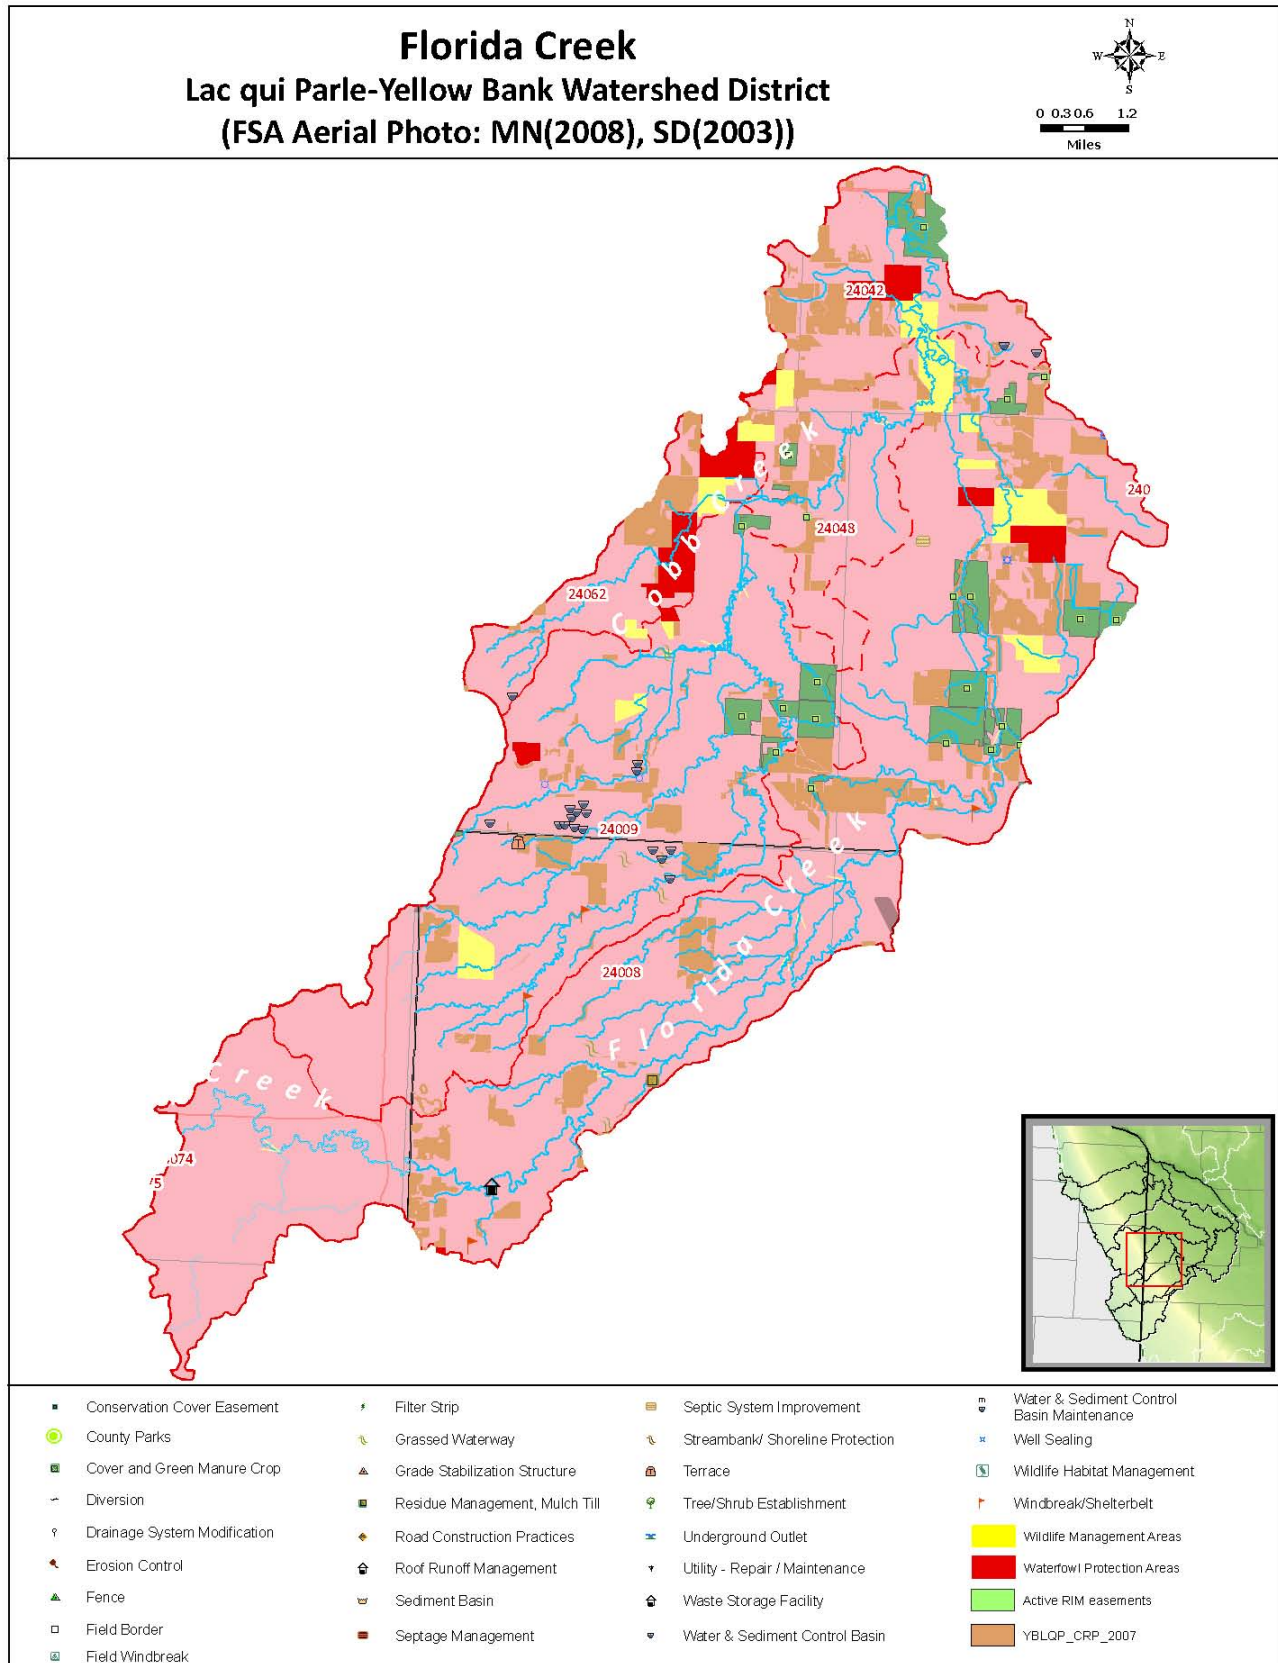 Florida Creek
Lac qui Parle-Yellow Bank Watershed District
(FSA Aerial Photo: MN(2008), SD(2003))
N
W E
S
0 0.3 0.6 1.2
Miles
24042
Cobb Creek
240
24048
24062
24009
Florida Creek
24008
Creek
074
75
Conservation Cover Easement
County Parks
Cover and Green Manure Crop
Diversion
Drainage System Modification
Erosion Control
Fence
Field Border
Field Windbreak
Filter Strip
Grassed Waterway
Grade Stabilization Structure
Residue Management, Mulch Till
Road Construction Practices
Roof Runoff Management
Sediment Basin
Septage Management
Septic System Improvement
Streambank/ Shoreline Protection
Terrace
Tree/Shrub Establishment
Underground Outlet
Utility - Repair / Maintenance
Waste Storage Facility
Water & Sediment Control Basin
m
Water & Sediment Control
Basin Maintenance
Well Sealing
Wildlife Habitat Management
Windbreak/Shelterbelt
Wildlife Management Areas
Waterfowl Protection Areas
Active RIM easements
YBLQP_CRP_2007